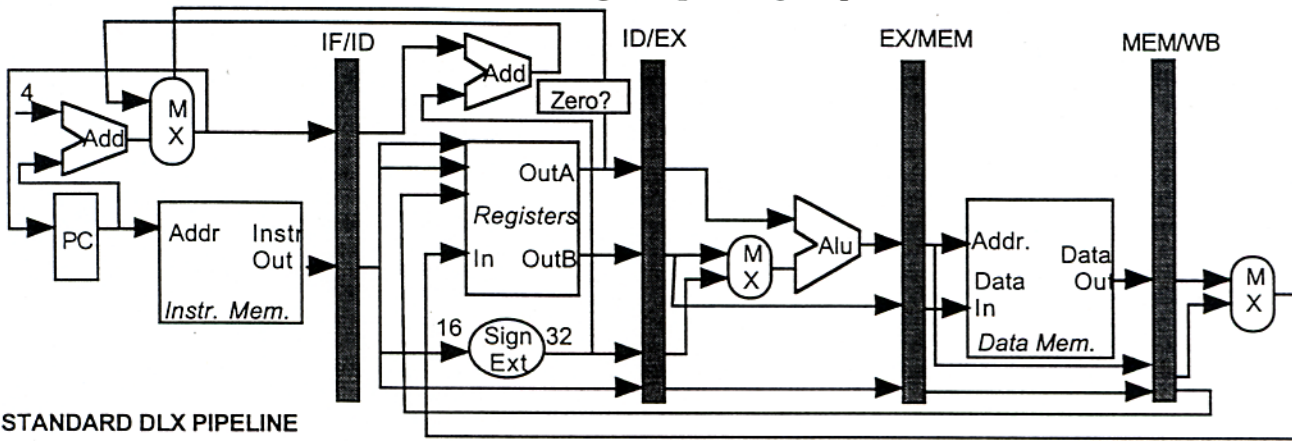 IF/ID
ID/EX
EX/MEM
MEM/WB
4
Add
M
X
Add
Zero?
PC
Addr
Instr
Out
Instr. Mem.
OutA
Registers
In
OutB
16
Sign
Ext
32
M
X
Alu
Addr.
Data
In
Data
Out
Data Mem.
M
X
STANDARD DLX PIPELINE